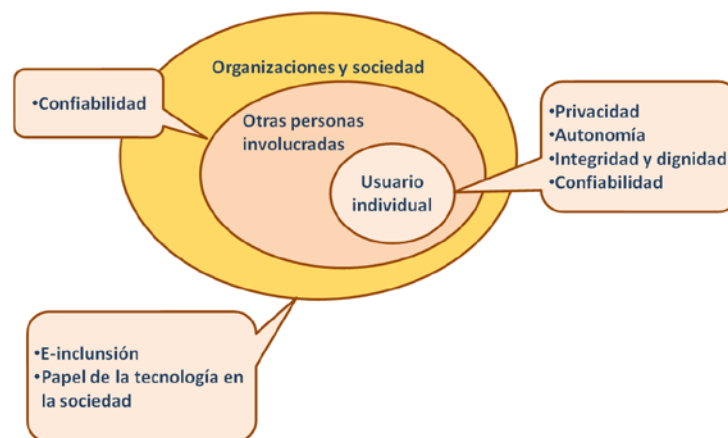 Organizaciones y sociedad
•Confiabilidad
Otras personas
involucradas
Usuario
individual
•Privacidad
•Autonomía
•Integridad y dignidad
•Confiabilidad
•E-inclunsión
•Papel de la tecnología en
la sociedad